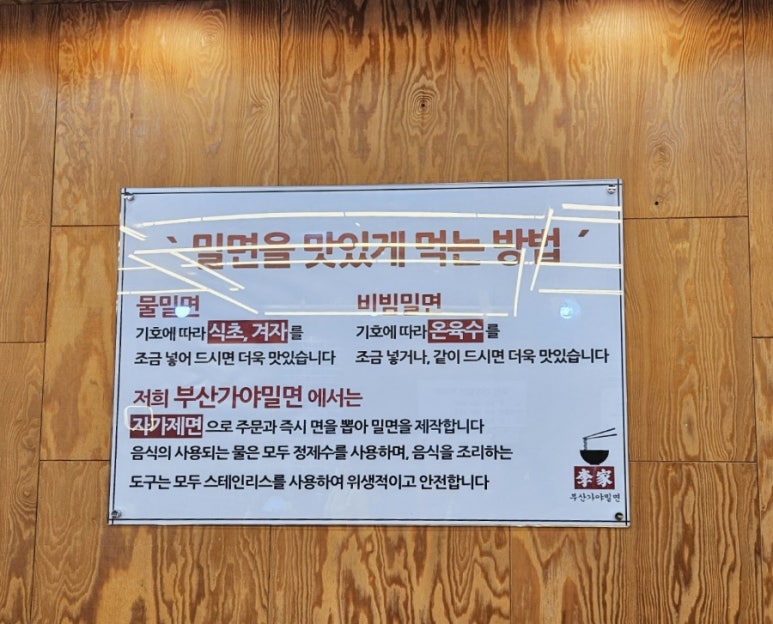 ` 밀면을 맛있게 먹는 방법 ´
물밀면
기호에 따라 식초, 겨자 를
조금 넣어 드시면 더욱 맛있습니다
비빔밀면
기호에 따라 온육수 를
조금 넣거나, 같이 드시면 더욱 맛있습니다
저희 부산가야밀면 에서는
자가제면 으로 주문과 즉시 면을 뽑아 밀면을 제작합니다
음식의 사용되는 물은 모두 정제수를 사용하며, 음식을 조리하는
도구는 모두 스테인리스를 사용하여 위생적이고 안전합니다
李家
부산가야밀면